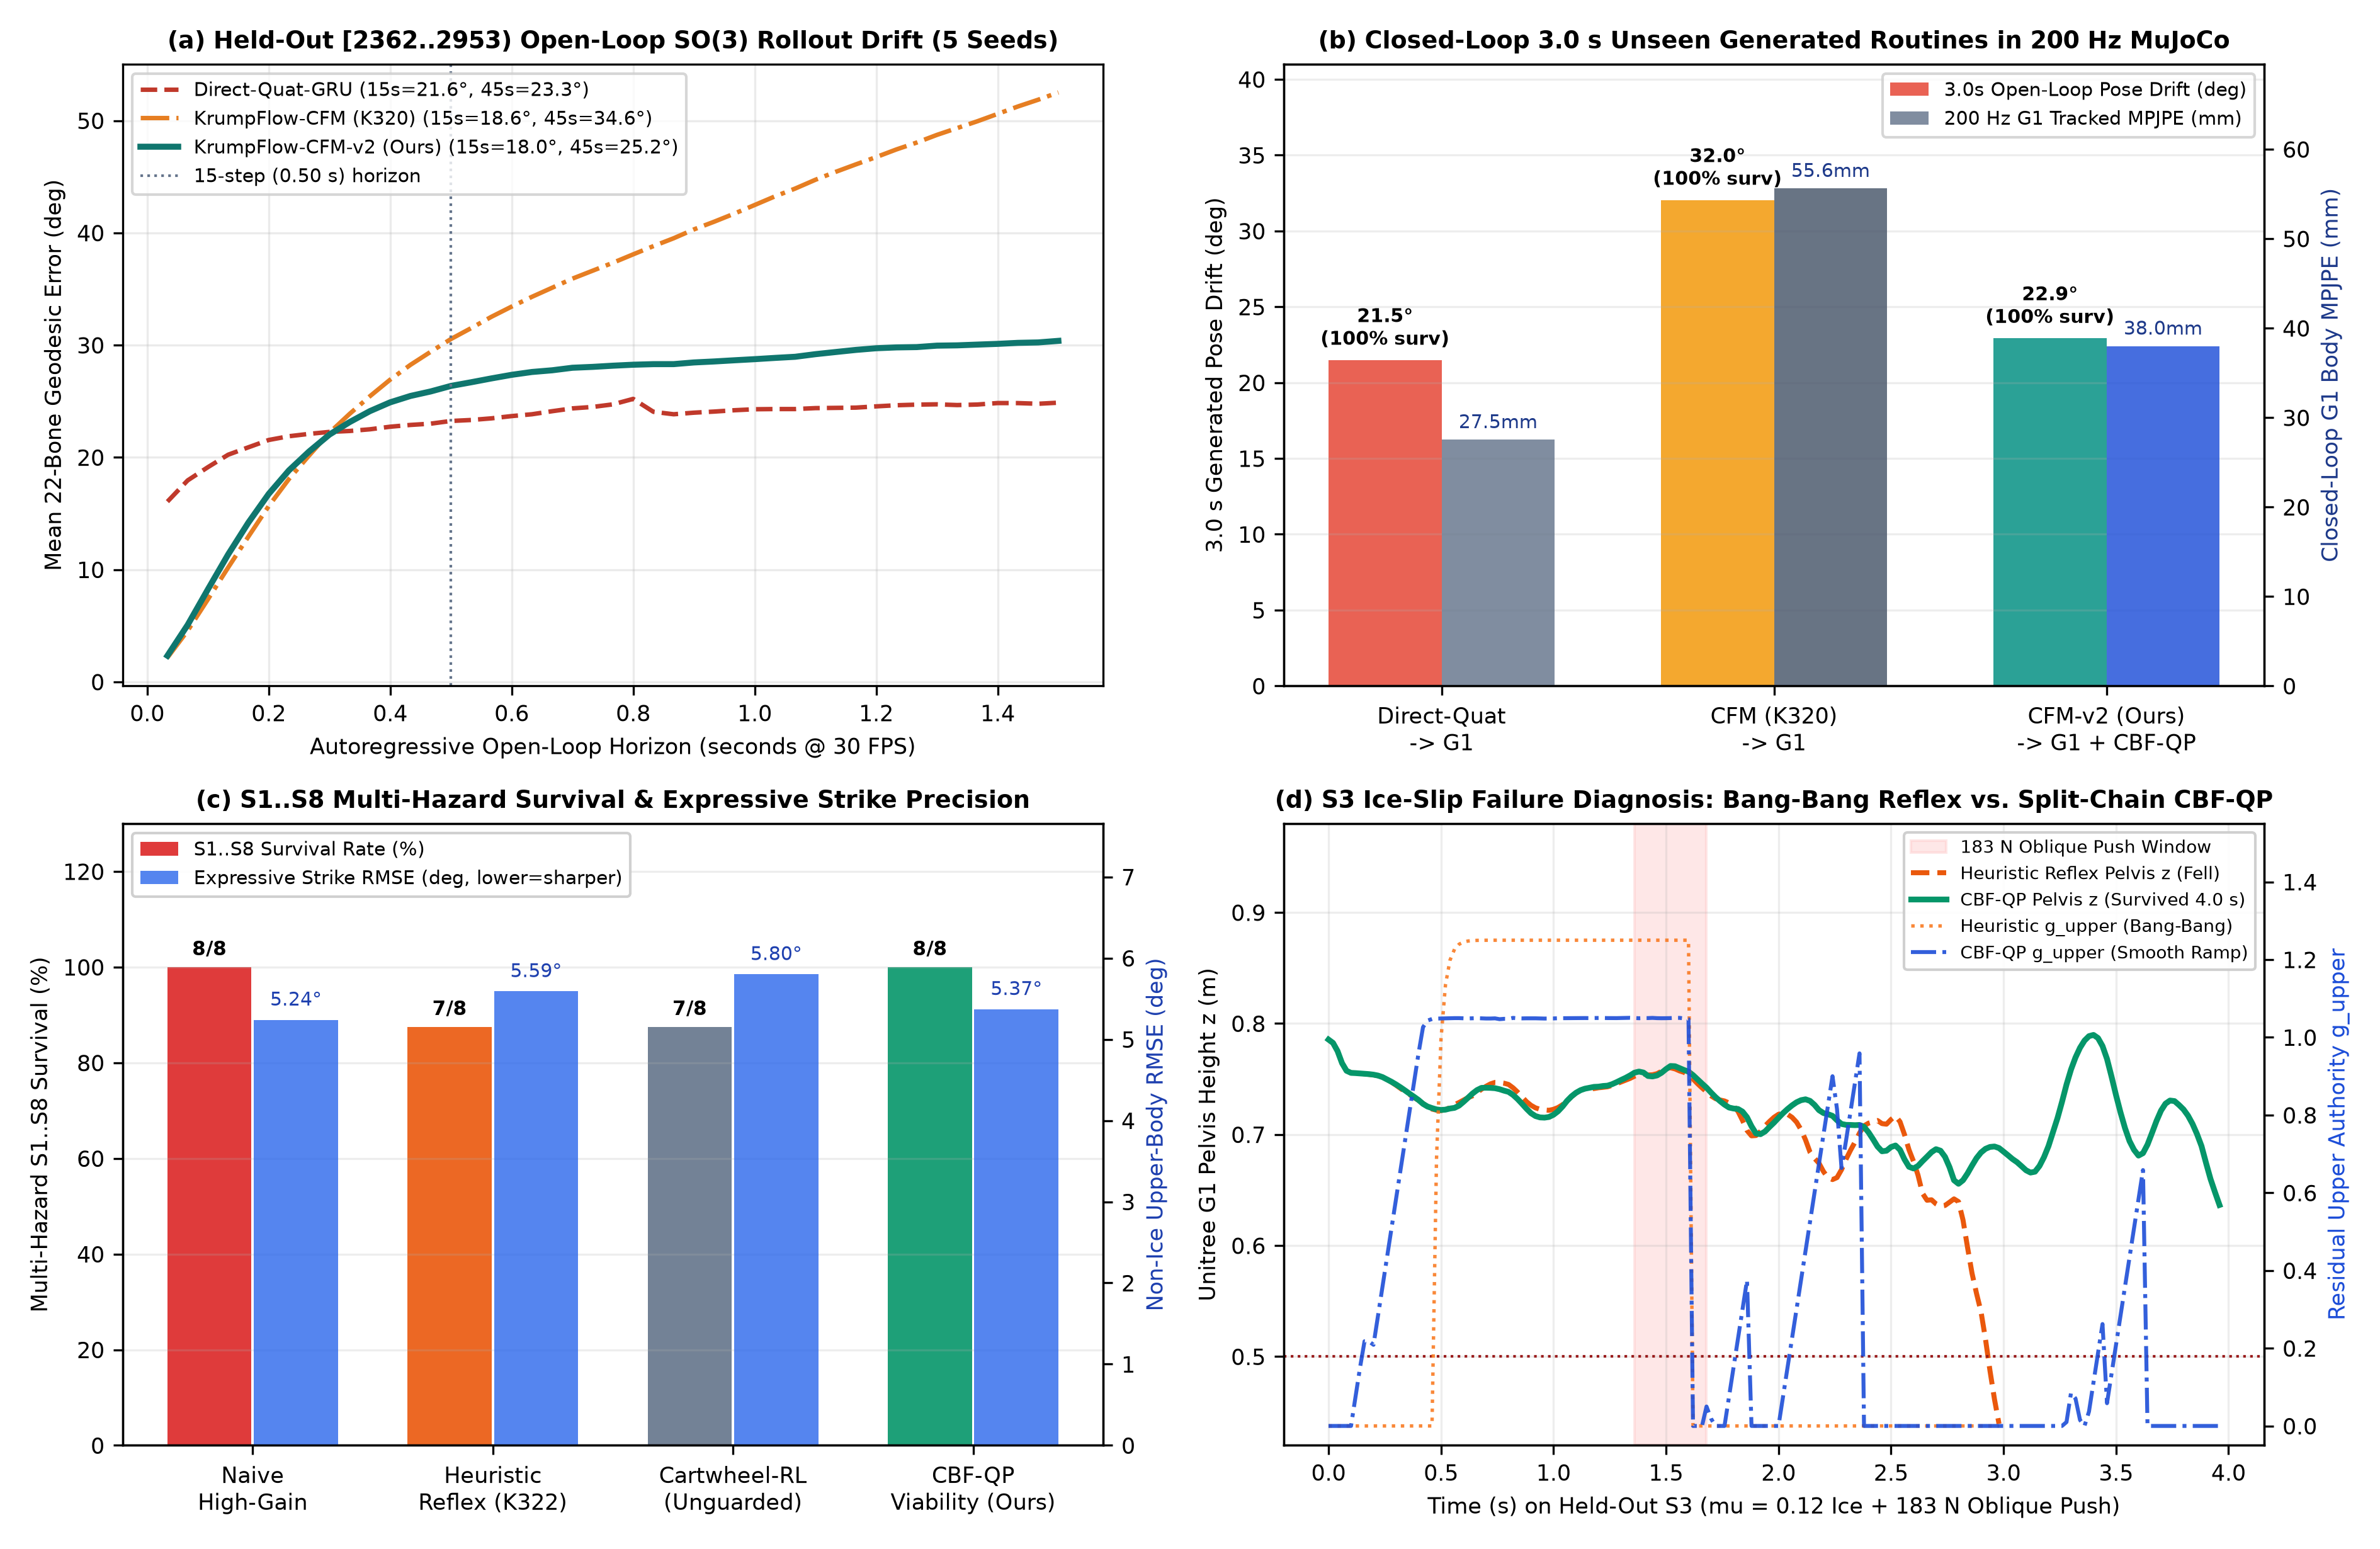 (a) Held-Out [2362..2953) Open-Loop SO(3) Rollout Drift (5 Seeds)
Direct-Quat-GRU (15s=21.6°, 45s=23.3°)
KrumpFlow-CFM (K320) (15s=18.6°, 45s=34.6°)
KrumpFlow-CFM-v2 (Ours) (15s=18.0°, 45s=25.2°)
15-step (0.50 s) horizon
Mean 22-Bone Geodesic Error (deg)
50
40
30
20
10
0
0.0 0.2 0.4 0.6 0.8 1.0 1.2 1.4
Autoregressive Open-Loop Horizon (seconds @ 30 FPS)
(b) Closed-Loop 3.0 s Unseen Generated Routines in 200 Hz MuJoCo
3.0s Open-Loop Pose Drift (deg)
200 Hz G1 Tracked MPJPE (mm)
3.0 s Generated Pose Drift (deg)
40
35
30
25
20
15
10
5
0
21.5°
(100% surv)
27.5mm
32.0°
(100% surv)
55.6mm
22.9°
(100% surv)
38.0mm
60
50
40
30
20
10
0
Closed-Loop G1 Body MPJPE (mm)
Direct-Quat
-> G1
CFM (K320)
-> G1
CFM-v2 (Ours)
-> G1 + CBF-QP
(c) S1..S8 Multi-Hazard Survival & Expressive Strike Precision
S1..S8 Survival Rate (%)
Expressive Strike RMSE (deg, lower=sharper)
Multi-Hazard S1..S8 Survival (%)
120
100
80
60
40
20
0
8/8
5.24°
7/8
5.59°
7/8
5.80°
8/8
5.37°
7
6
5
4
3
2
1
0
Non-Ice Upper-Body RMSE (deg)
Naive
High-Gain
Heuristic
Reflex (K322)
Cartwheel-RL
(Unguarded)
CBF-QP
Viability (Ours)
(d) S3 Ice-Slip Failure Diagnosis: Bang-Bang Reflex vs. Split-Chain CBF-QP
183 N Oblique Push Window
Heuristic Reflex Pelvis z (Fell)
CBF-QP Pelvis z (Survived 4.0 s)
Heuristic g_upper (Bang-Bang)
CBF-QP g_upper (Smooth Ramp)
Unitree G1 Pelvis Height z (m)
0.9
0.8
0.7
0.6
0.5
1.4
1.2
1.0
0.8
0.6
0.4
0.2
0.0
Residual Upper Authority g_upper
0.0 0.5 1.0 1.5 2.0 2.5 3.0 3.5 4.0
Time (s) on Held-Out S3 (mu = 0.12 Ice + 183 N Oblique Push)